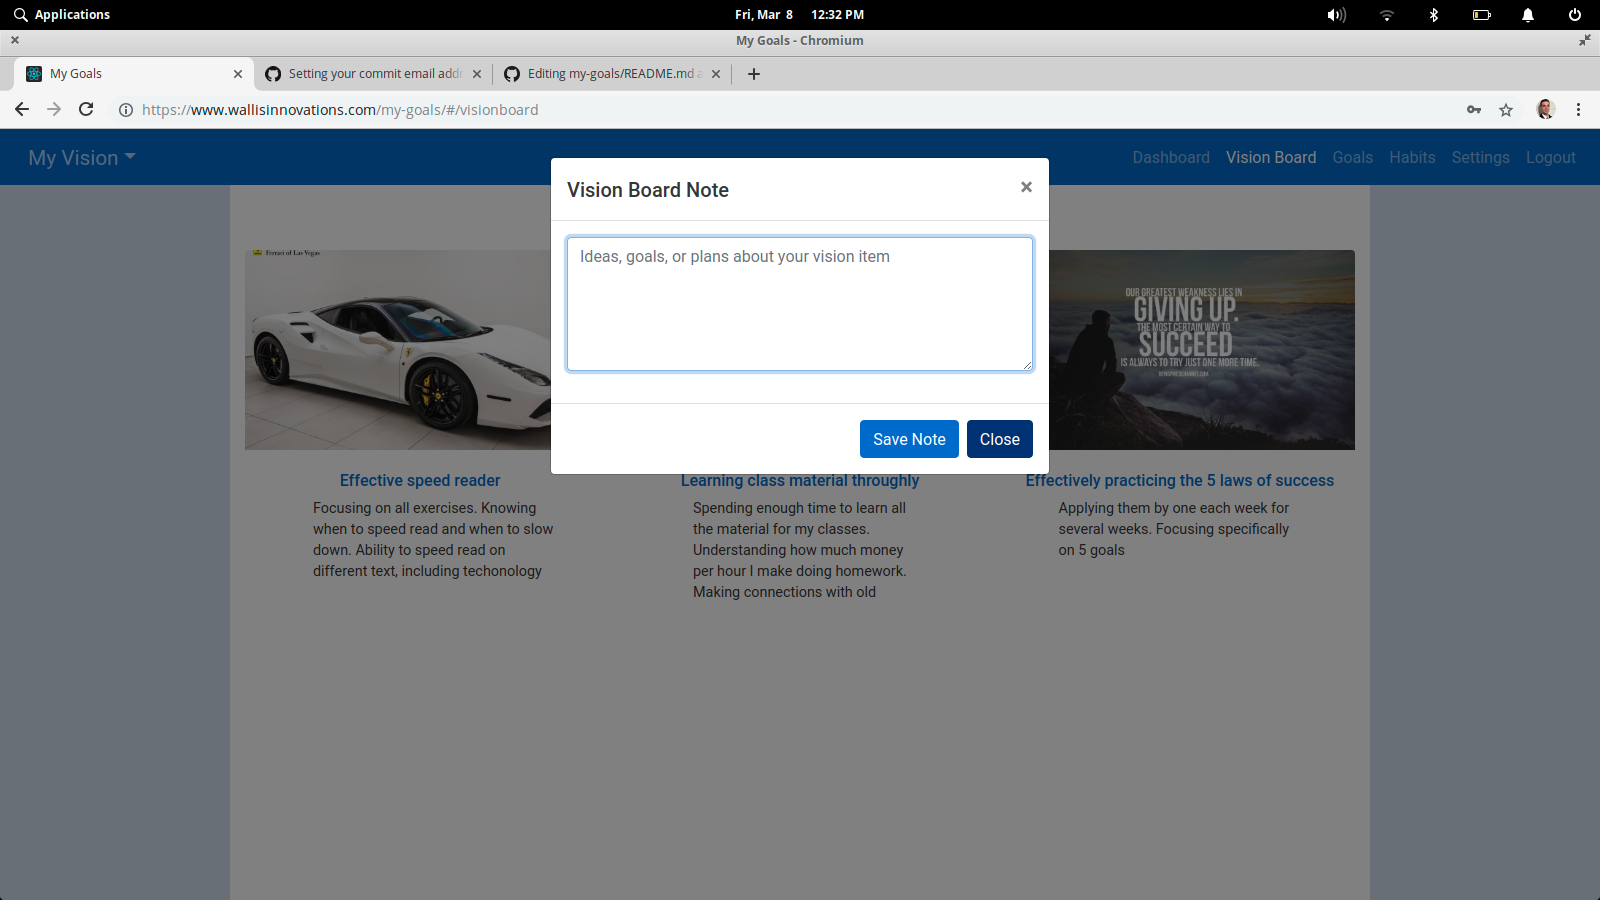 Applications
Fri, Mar 8 12:32 PM
My Goals - Chromium
My Goals
Setting your commit email addr
Editing my-goals/README.md a
https://www.wallisinnovations.com/my-goals/#/visionboard
My Vision
Dashboard Vision Board Goals Habits Settings Logout
Vision Board Note
×
Ideas, goals, or plans about your vision item
Save Note Close
Ferrari of Las Vegas
OUR GREATEST WEAKNESS LIES IN
GIVING UP.
THE MOST CERTAIN WAY TO
SUCCEED
IS ALWAYS TO TRY JUST ONE MORE TIME.
Effective speed reader
Focusing on all exercises. Knowing
when to speed read and when to slow
down. Ability to speed read on
different text, including techonology
Learning class material throughly
Spending enough time to learn all
the material for my classes.
Understanding how much money
per hour I make doing homework.
Making connections with old
Effectively practicing the 5 laws of success
Applying them by one each week for
several weeks. Focusing specifically
on 5 goals